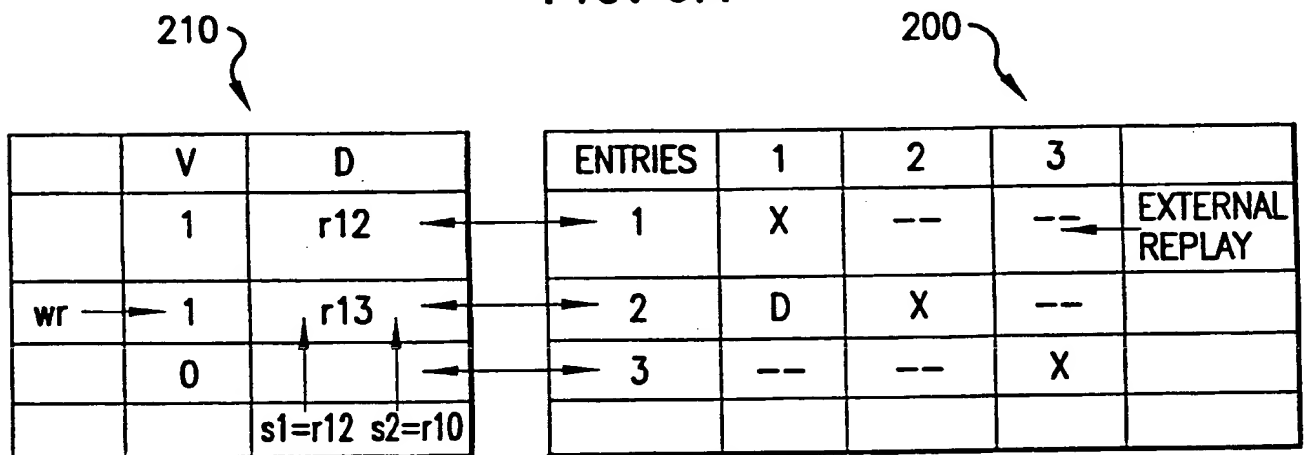 210
200
V D
ENTRIES 1 2 3
1 r12
1 X -- -- EXTERNAL REPLAY
wr 1 r13
2 D X --
0
3 -- -- X
s1=r12 s2=r10